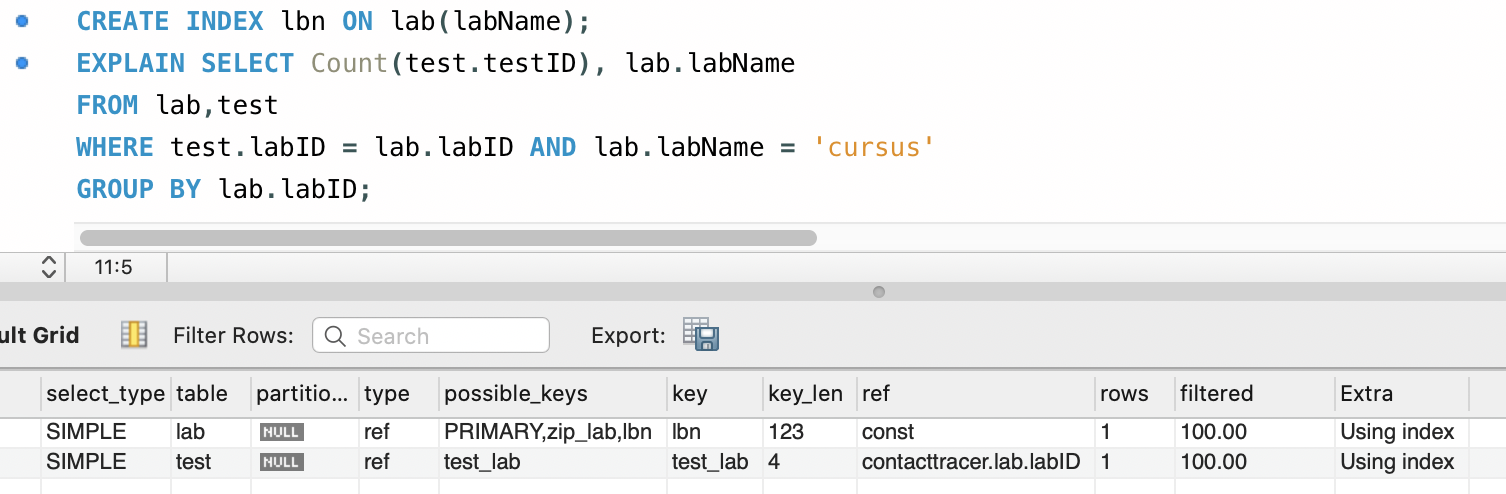 CREATE INDEX lbn ON lab(labName);
EXPLAIN SELECT Count(test.testID), lab.labName
FROM lab,test
WHERE test.labID = lab.labID AND lab.labName = 'cursus'
GROUP BY lab.labID;
11:5
ult Grid Filter Rows: Search Export:
select_type table partitio... type possible_keys key key_len ref rows filtered Extra
SIMPLE lab NULL ref PRIMARY,zip_lab,lbn lbn 123 const 1 100.00 Using index
SIMPLE test NULL ref test_lab test_lab 4 contacttracer.lab.labID 1 100.00 Using index